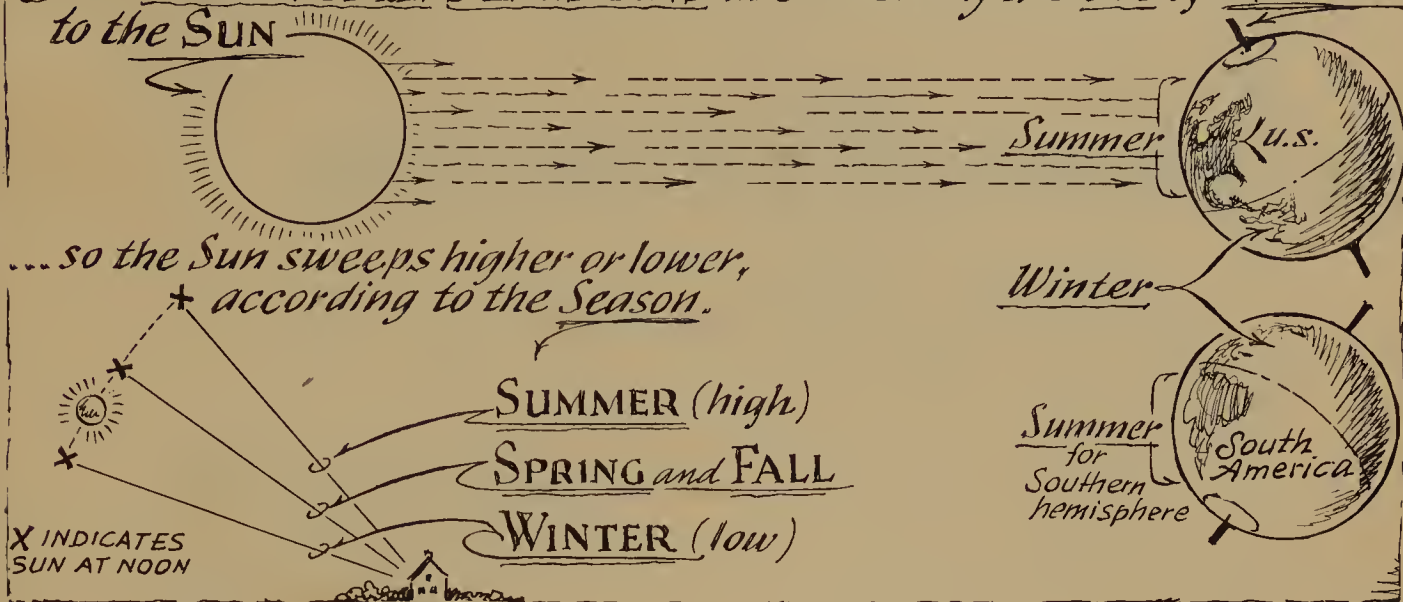 to the SUN
Summer
u.s.
...so the Sun sweeps higher or lower,
according to the Season.
Winter
SUMMER (high)
SPRING and FALL
WINTER (low)
Summer
for
Southern
hemisphere
South
America
X INDICATES
SUN AT NOON